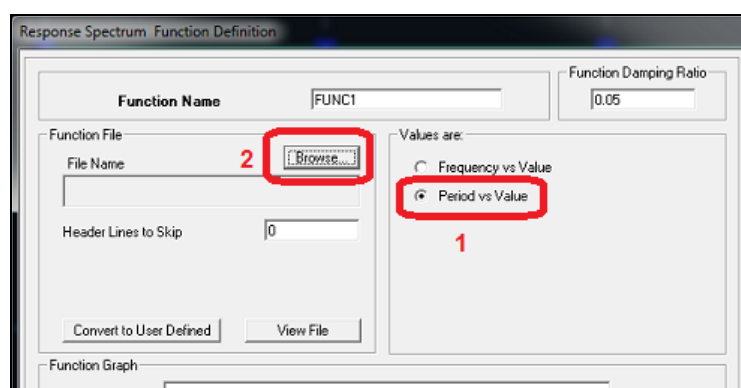 Response Spectrum Function Definition
Function Damping Ratio
Function Name
FUNC1
0.05
Function File
Values are:
File Name
2
Browse...
Frequency vs Value
Period vs Value
Header Lines to Skip
0
1
Convert to User Defined
View File
Function Graph